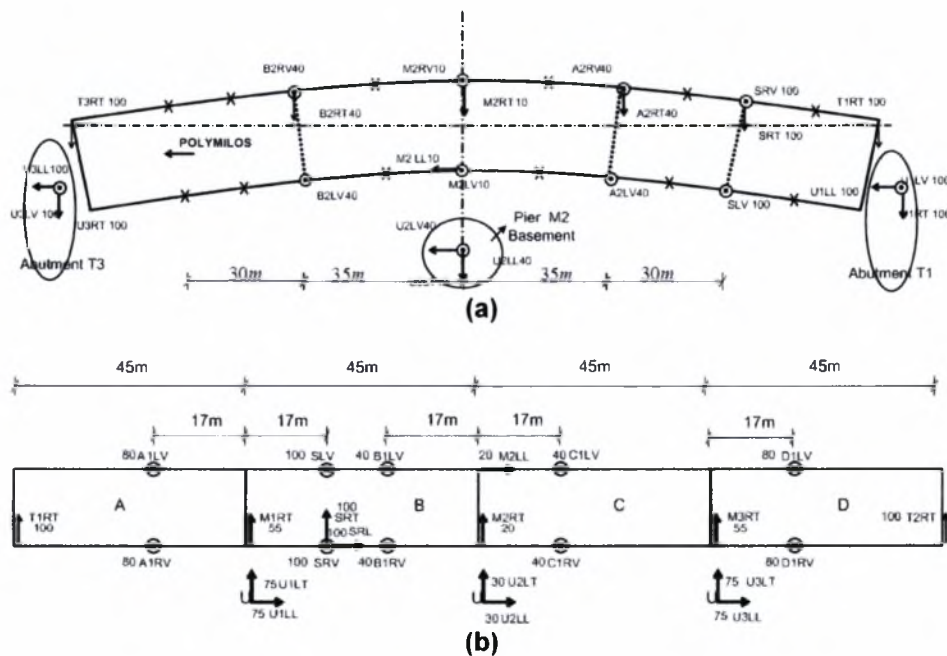 B2RV40 M2RV10 A2RV40
SRV 100
T3RT 100 B2RT40 M2RT 10 A2RT40 T1RT 100
SRT 100
POLYMILOS
M2 LL10
U3LL100 B2LV40 M2LV10 A2LV40 U1LL 100
U3LV 100 SLV 100
U3RT 100 U2LV40 Pier M2
Basement
U2LL40
Abutment T3 Abutment T1
30m 35m 35m 30m
(a)
45m 45m 45m 45m
17m 17m 17m 17m 17m
80 A1LV 100 SLV 40 B1LV 20 M2LL 40 C1LV 80 D1LV
A B C D
T1RT 100 M1RT 55 100 SRT M2RT 20 M3RT 55 100 T2RT
100 SRL
80 A1RV 100 SRV 40 B1RV 40 C1RV 80 D1RV
75 U1LT 30 U2LT 75 U3LT
U U U
75 U1LL 30 U2LL 75 U3LL
(b)